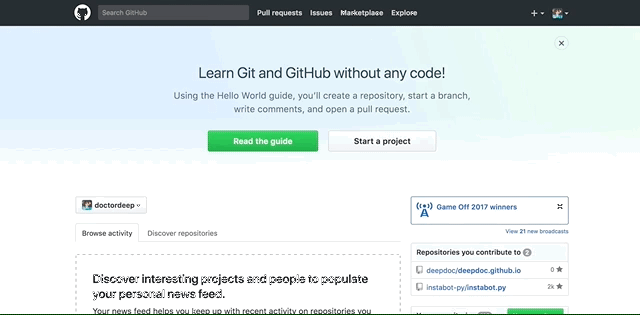 Search GitHub
Pull requests Issues Marketplace Explore
Learn Git and GitHub without any code!
Using the Hello World guide, you'll create a repository, start a branch,
write comments, and open a pull request.
Read the guide Start a project
doctordeep
Browse activity Discover repositories
Discover interesting projects and people to populate
your personal news feed.
Your news feed helps you keep up with recent activity on repositories you
Game Off 2017 winners
View 21 new broadcasts
Repositories you contribute to 2
deepdoc/deepdoc.github.io 0
instabot-py/instabot.py 2k